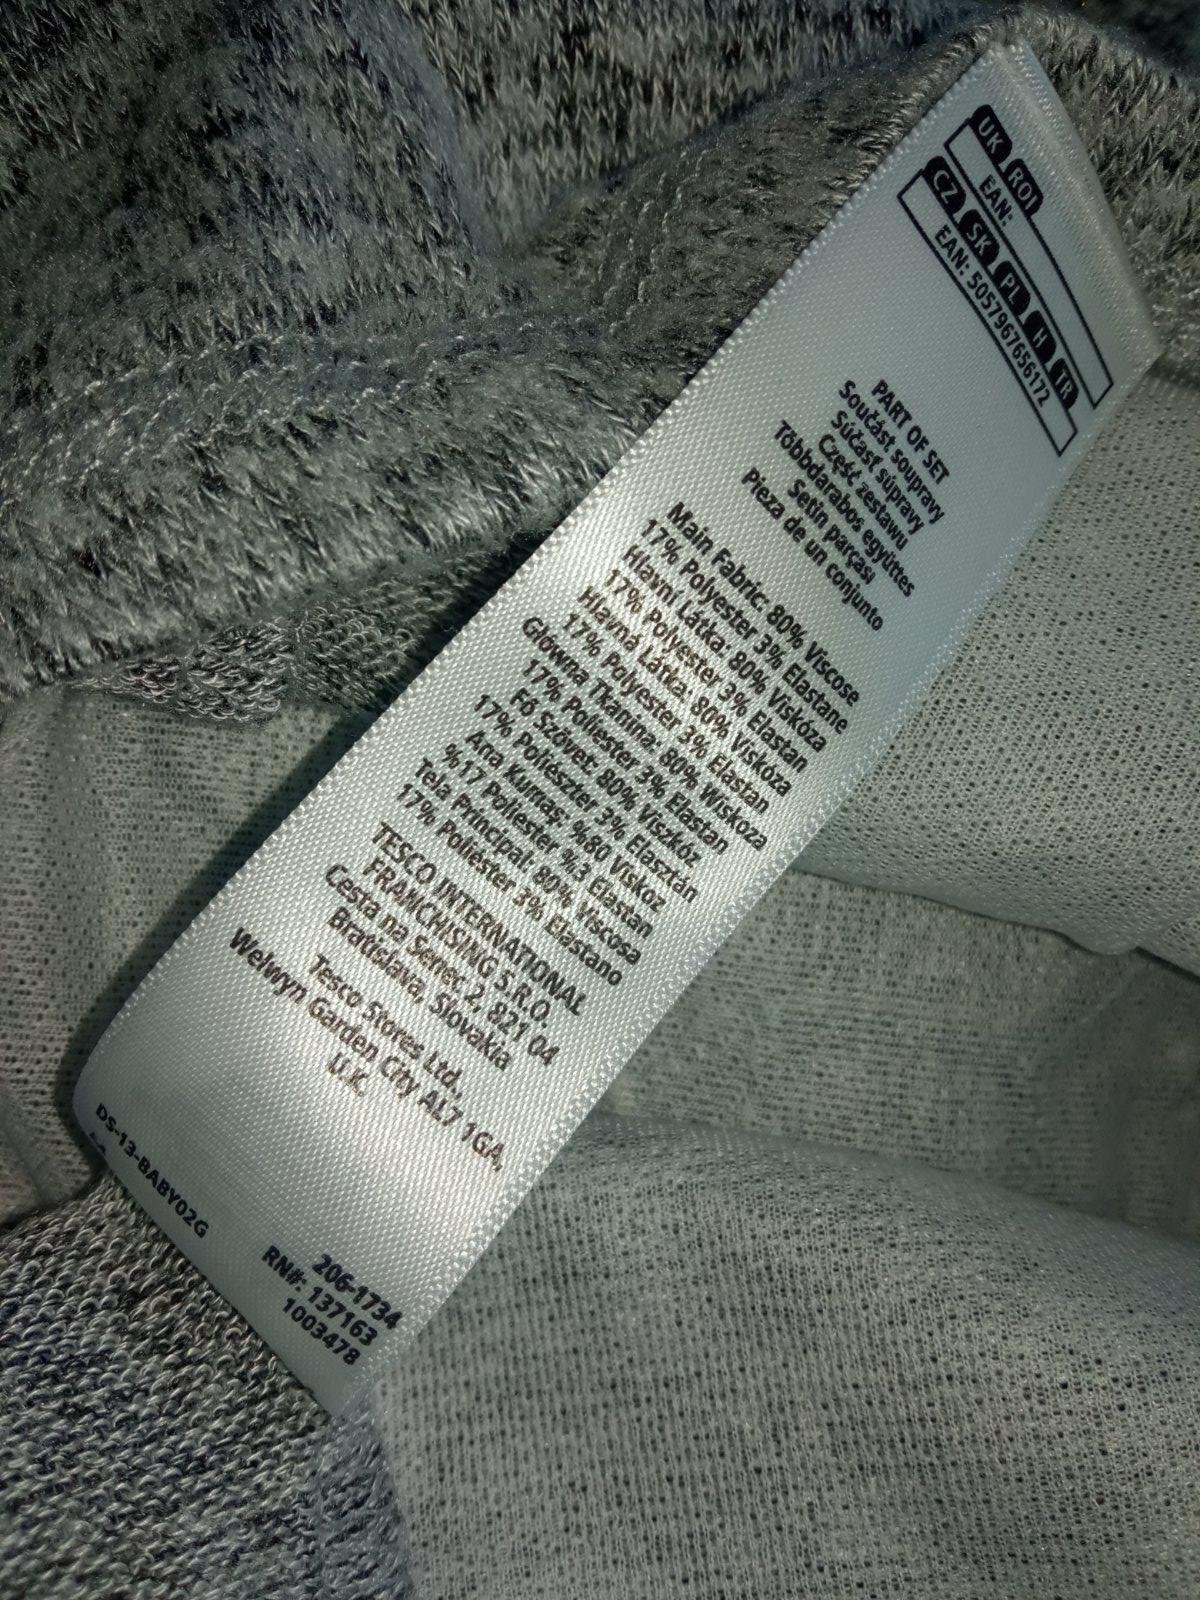 UK ROI
EAN:
CZ SK PL H TR
EAN: 5057967656172
PART OF SET
Součást soupravy
Súčasť súpravy
Część zestawu
Többdarabos együttes
Setin parçası
Pieza de un conjunto
Main Fabric: 80% Viscose
17% Polyester 3% Elastane
Hlavní Látka: 80% Viskóza
17% Polyester 3% Elastan
Hlavná Látka: 80% Viskóza
17% Polyester 3% Elastan
Główna Tkanina: 80% Wiskoza
17% Poliester 3% Elastan
Fő Szövet: 80% Viszkóz
17% Poliészter 3% Elasztán
Ana Kumaş: %80 Viskoz
%17 Poliester %3 Elastan
Tela Principal: 80% Viscosa
17% Poliéster 3% Elastano
TESCO INTERNATIONAL
FRANCHISING S.R.O.
Cesta na Senec 2, 821 04
Bratislava, Slovakia
Tesco Stores Ltd.,
Welwyn Garden City AL7 1GA,
U.K.
DS-13-BABY02G
206-1734
RN#: 137163
1003478